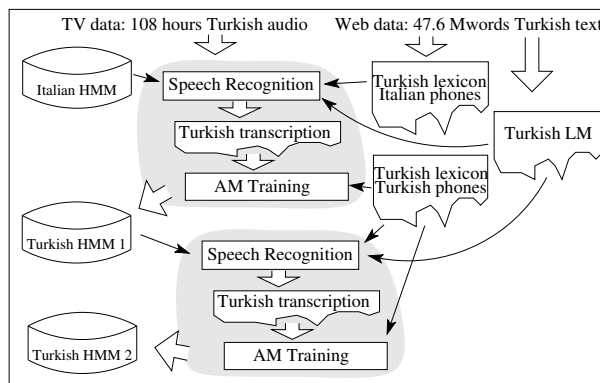 TV data: 108 hours Turkish audio
Web data: 47.6 Mwords Turkish text
Italian HMM
Speech Recognition
Turkish lexicon
Italian phones
Turkish transcription
Turkish LM
AM Training
Turkish lexicon
Turkish phones
Turkish HMM 1
Speech Recognition
Turkish transcription
Turkish HMM 2
AM Training